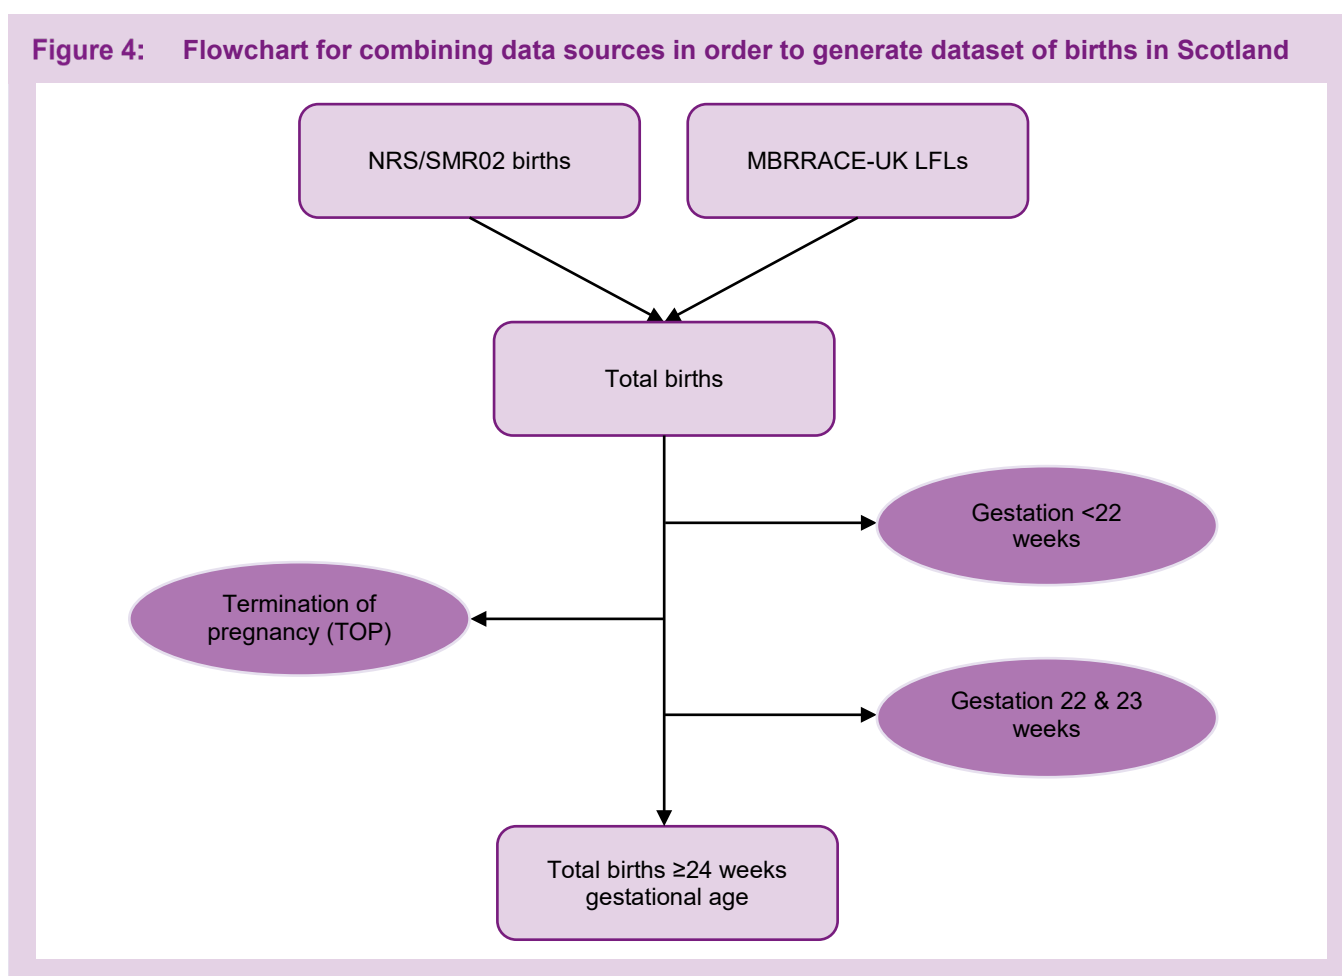 Figure 4: Flowchart for combining data sources in order to generate dataset of births in Scotland
NRS/SMR02 births
MBRRACE-UK LFLs
Total births
Gestation <22
weeks
Termination of
pregnancy (TOP)
Gestation 22 & 23
weeks
Total births ≥24 weeks
gestational age